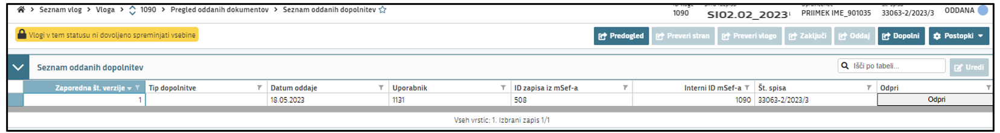 Seznam vlog > Vloga > 1090 > Pregled oddanih dokumentov > Seznam oddanih dopolnitev
1090 SI02.02_2023 PRIIMEK IME_901035 33063-2/2023/3 ODDANA
Vlogi v tem statusu ni dovoljeno spreminjati vsebine
Predogled Preveri stran Preveri vlogo Zaključi Oddaj Dopolni Postopki
Seznam oddanih dopolnitev Išči po tabeli... Uredi
Zaporedna št. verzije Tip dopolnitve Datum oddaje Uporabnik ID zapisa iz mSef-a Interni ID mSef-a Št. spisa Odpri
1 18.05.2023 1131 508 1090 33063-2/2023/3 Odpri
Vseh vrstic: 1. Izbrani zapis 1/1